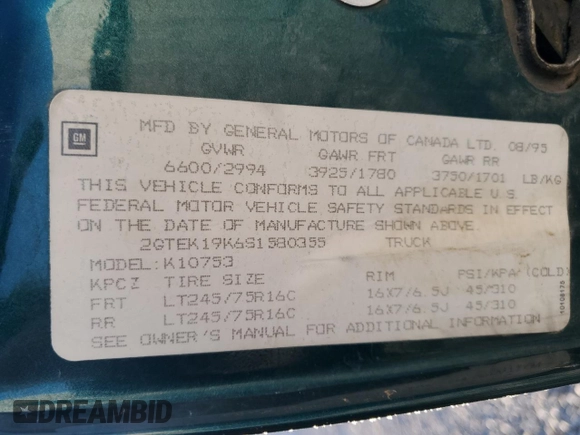 GM
MFD BY GENERAL MOTORS OF CANADA LTD. 08/95
GVWR GAWR FRT GAWR RR
6600/2994 3925/1780 3750/1701 LB/KG
THIS VEHICLE CONFORMS TO ALL APPLICABLE U.S.
FEDERAL MOTOR VEHICLE SAFETY STANDARDS IN EFFECT
ON THE DATE OF MANUFACTURE SHOWN ABOVE.
2GTEK19K6S1580355 TRUCK
MODEL: K10753
KPCZ TIRE SIZE RIM PSI/KPA (COLD)
FRT LT245/75R16C 16X7/6.5J 45/310
RR LT245/75R16C 16X7/6.5J 45/310
SEE OWNER'S MANUAL FOR ADDITIONAL INFORMATION
DREAMBID